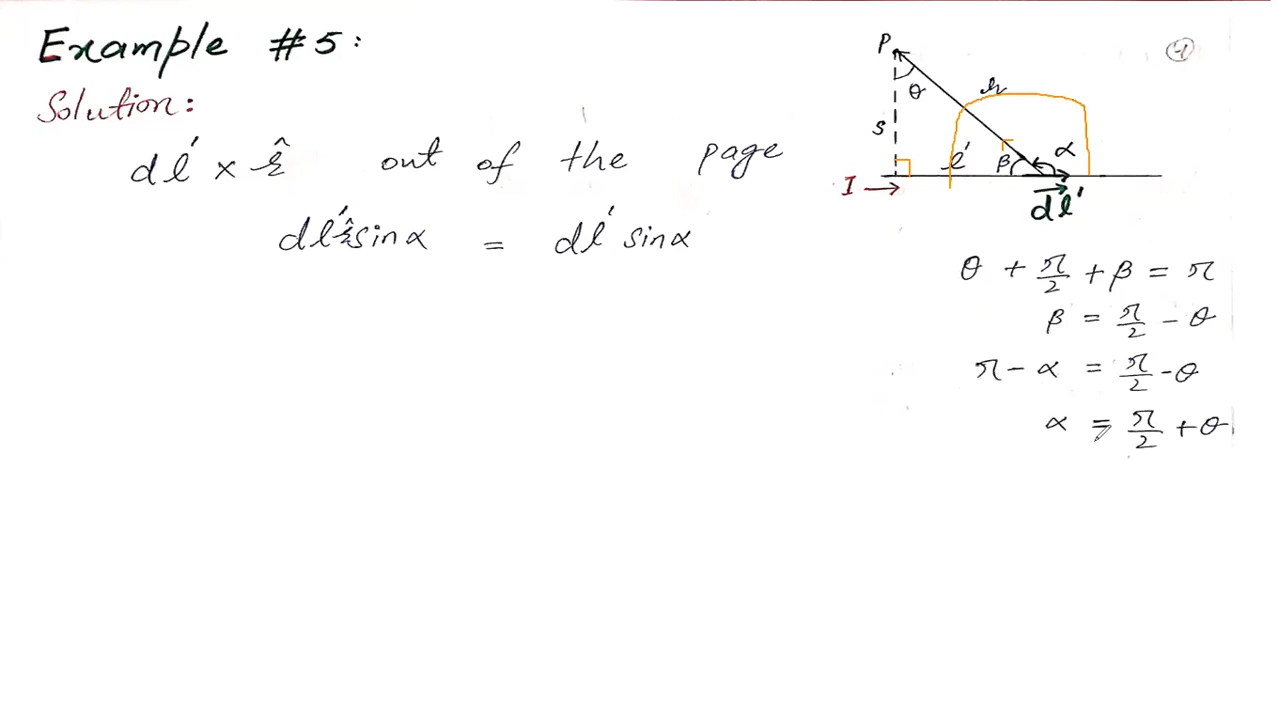 Example #5:
Solution:
dl′ × r̂ out of the page
dl′ r̂ sin α = dl′ sin α
P
θ
r
s
l′
β
α
I →
dl′
θ + π/2 + β = π
β = π/2 − θ
π − α = π/2 − θ
α = π/2 + θ